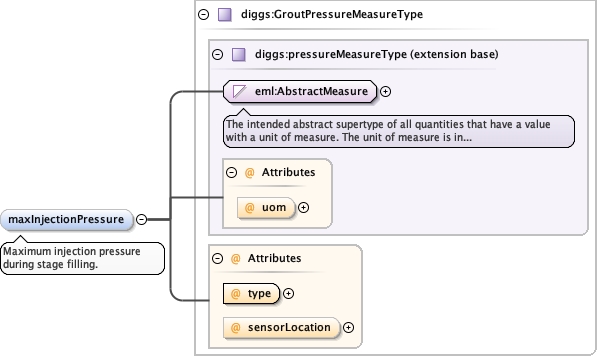 diggs:GroutPressureMeasureType
diggs:pressureMeasureType (extension base)
eml:AbstractMeasure
The intended abstract supertype of all quantities that have a value
with a unit of measure. The unit of measure is in...
@ Attributes
@ uom
maxInjectionPressure
Maximum injection pressure
during stage filling.
@ Attributes
@ type
@ sensorLocation